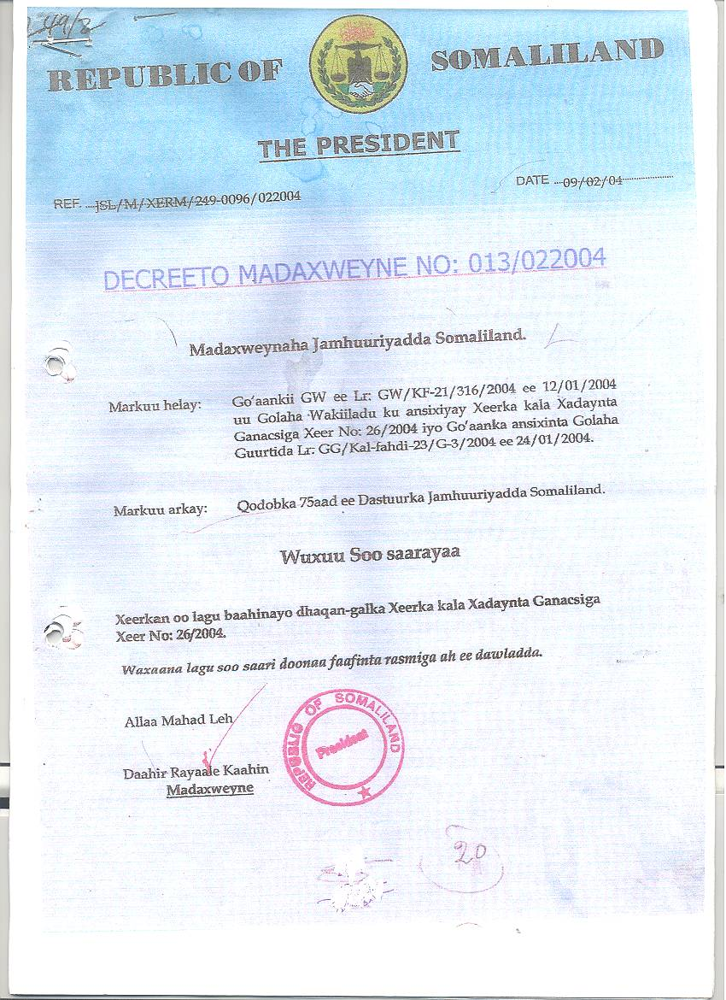 249/3
REPUBLIC OF SOMALILAND
THE PRESIDENT
REF. JSL/M/XERM/249-0096/022004
DATE 09/02/04
DECREETO MADAXWEYNE NO: 013/022004
Madaxweynaha Jamhuuriyadda Somaliland.
Markuu helay: Go'aankii GW ee Lr: GW/KF-21/316/2004 ee 12/01/2004
uu Golaha Wakiiladu ku ansixiyay Xeerka kala Xadaynta
Ganacsiga Xeer No: 26/2004 iyo Go'aanka ansixinta Golaha
Guurtida Lr: GG/Kal-fahdi-23/G-3/2004 ee 24/01/2004.
Markuu arkay: Qodobka 75aad ee Dastuurka Jamhuuriyadda Somaliland.
Wuxuu Soo saarayaa
Xeerkan oo lagu baahinayo dhaqan-galka Xeerka kala Xadaynta Ganacsiga
Xeer No: 26/2004.
Waxaana lagu soo saari doonaa faafinta rasmiga ah ee dawladda.
Allaa Mahad Leh
Daahir Rayaale Kaahin
Madaxweyne
REPUBLIC OF SOMALILAND
President
20